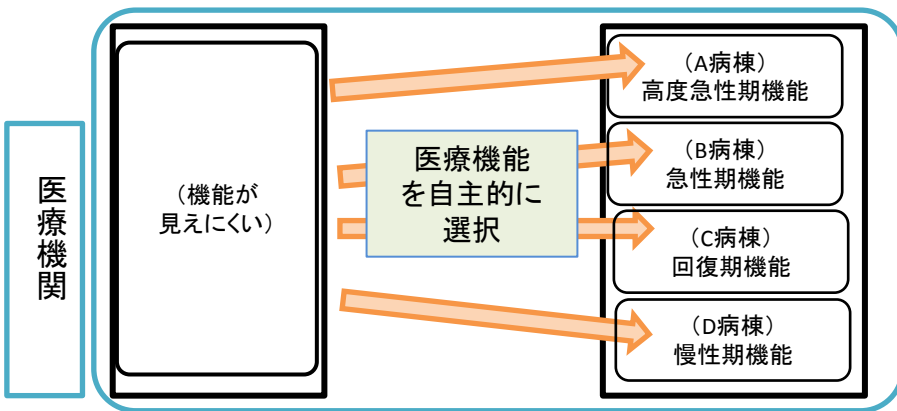 医療機関
（機能が
見えにくい）
医療機能
を自主的に
選択
（A病棟）
高度急性期機能
（B病棟）
急性期機能
（C病棟）
回復期機能
（D病棟）
慢性期機能